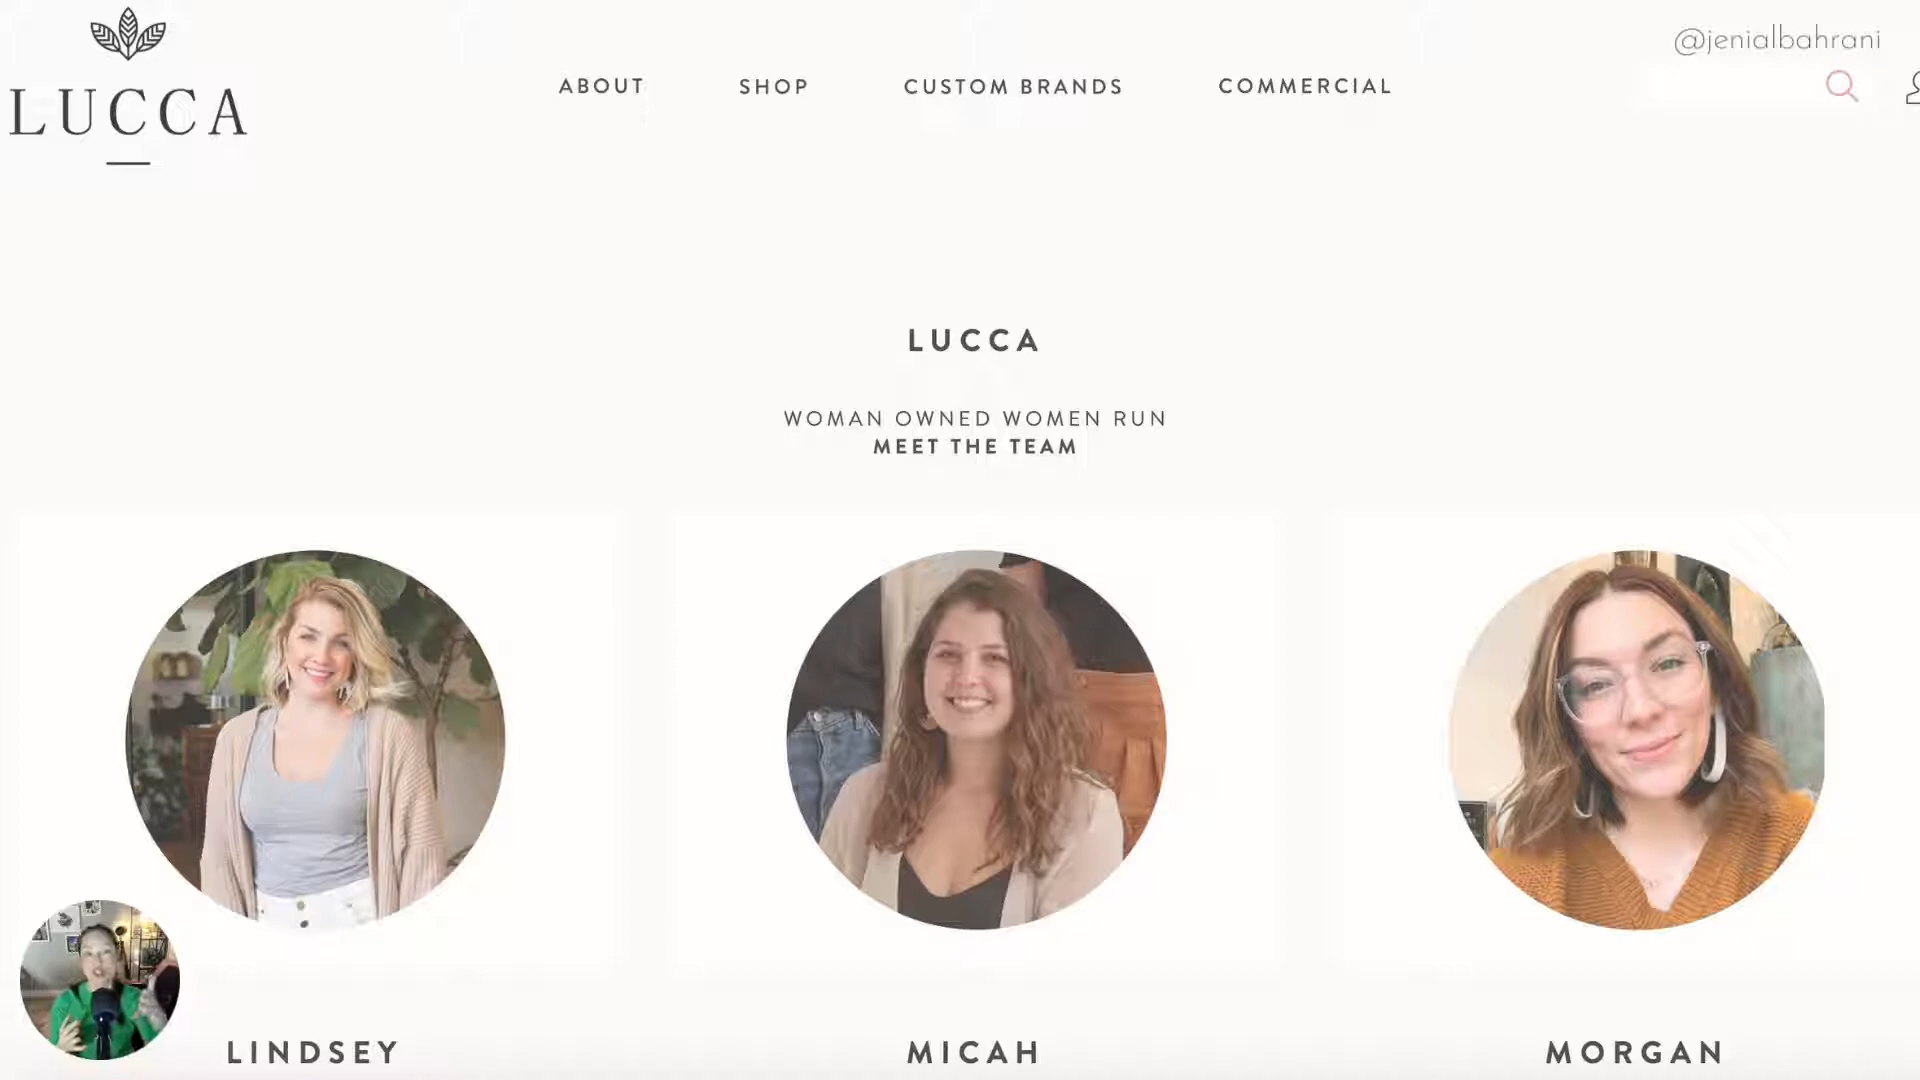 @jenialbahrani
LUCCA
ABOUT
SHOP
CUSTOM BRANDS
COMMERCIAL
LUCCA
WOMAN OWNED WOMEN RUN
MEET THE TEAM
LINDSEY
MICAH
MORGAN